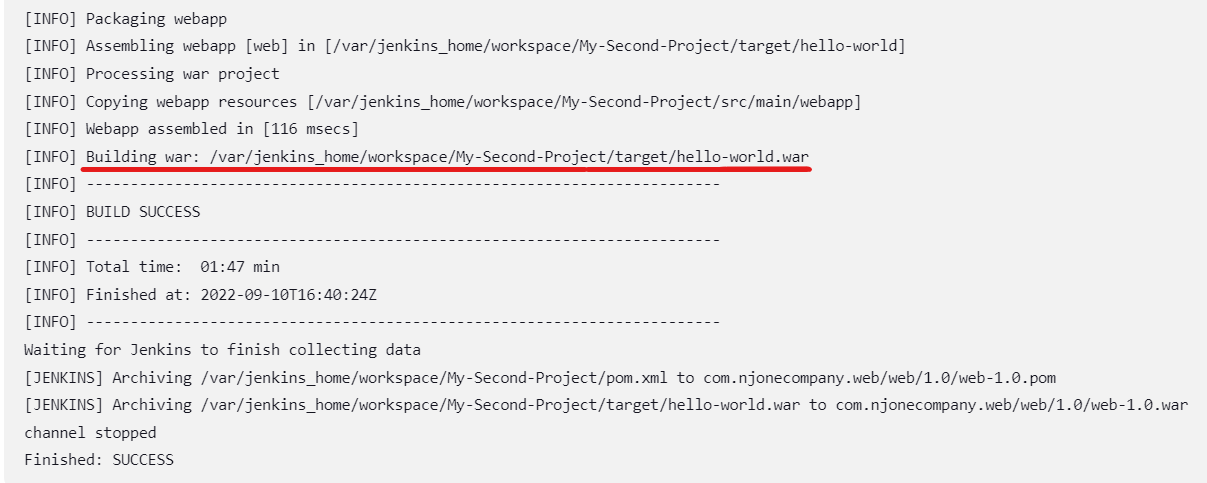 [INFO] Packaging webapp
[INFO] Assembling webapp [web] in [/var/jenkins_home/workspace/My-Second-Project/target/hello-world]
[INFO] Processing war project
[INFO] Copying webapp resources [/var/jenkins_home/workspace/My-Second-Project/src/main/webapp]
[INFO] Webapp assembled in [116 msecs]
[INFO] Building war: /var/jenkins_home/workspace/My-Second-Project/target/hello-world.war
[INFO] ------------------------------------------------------------------------
[INFO] BUILD SUCCESS
[INFO] ------------------------------------------------------------------------
[INFO] Total time:  01:47 min
[INFO] Finished at: 2022-09-10T16:40:24Z
[INFO] ------------------------------------------------------------------------
Waiting for Jenkins to finish collecting data
[JENKINS] Archiving /var/jenkins_home/workspace/My-Second-Project/pom.xml to com.njonecompany.web/web/1.0/web-1.0.pom
[JENKINS] Archiving /var/jenkins_home/workspace/My-Second-Project/target/hello-world.war to com.njonecompany.web/web/1.0/web-1.0.war
channel stopped
Finished: SUCCESS